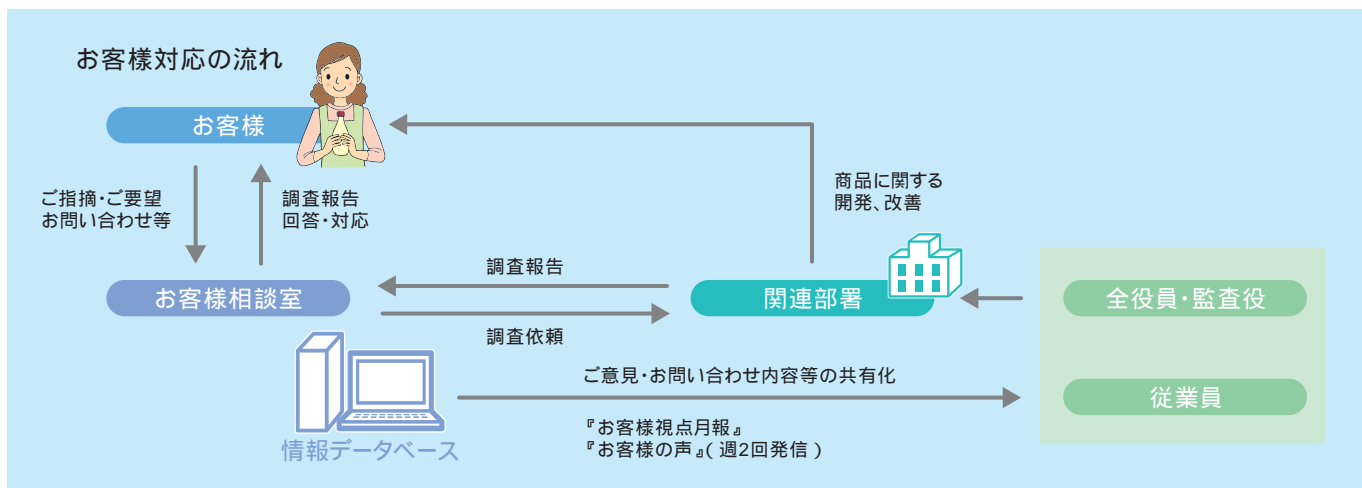 お客様対応の流れ
お客様
ご指摘・ご要望
お問い合わせ等
調査報告
回答・対応
商品に関する
開発、改善
お客様相談室
調査報告
調査依頼
関連部署
全役員・監査役
従業員
ご意見・お問い合わせ内容等の共有化
『お客様視点月報』
『お客様の声』(週2回発信)
情報データベース